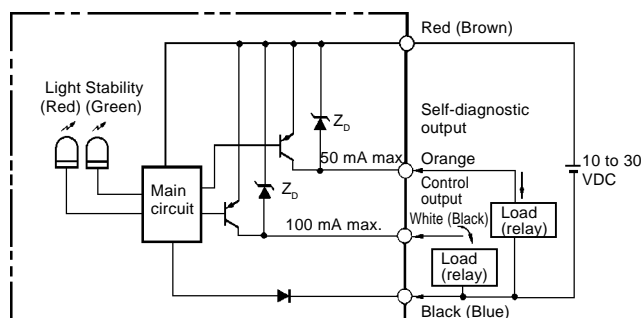 Red (Brown)
Light Stability
(Red) (Green)
Z_D
Self-diagnostic
output
50 mA max.
Orange
10 to 30
VDC
Main
circuit
Z_D
Control
output
100 mA max.
White (Black)
Load
(relay)
Load
(relay)
Black (Blue)